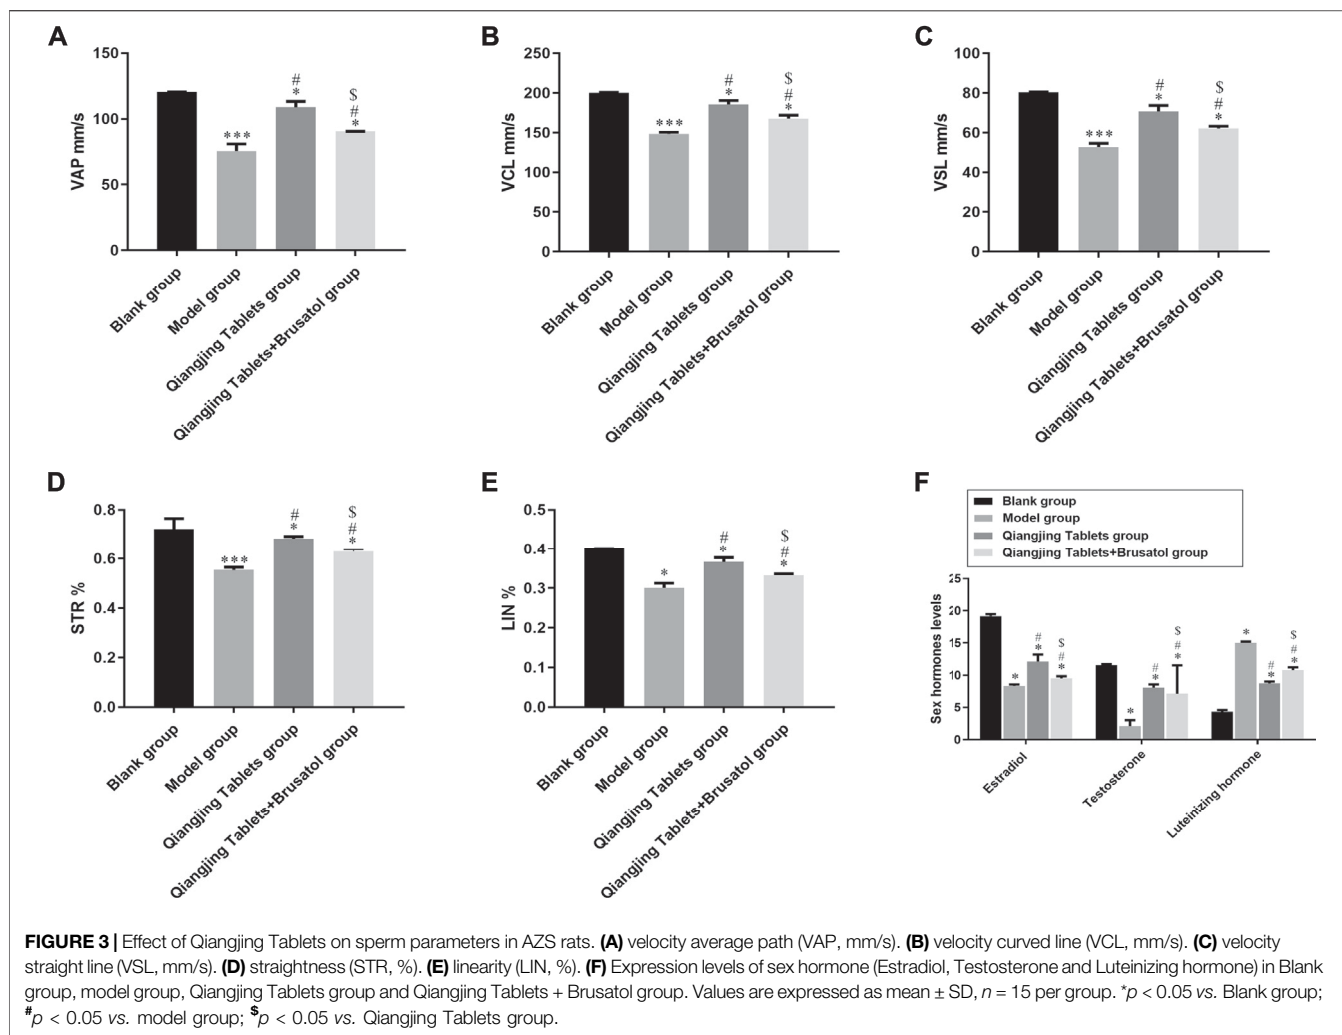 A
VAP mm/s
150
100
50
0
***
#
*
$
#
*
Blank group
Model group
Qiangjing Tablets group
Qiangjing Tablets+Brusatol group
B
VCL mm/s
250
200
150
100
50
0
***
#
*
$
#
*
Blank group
Model group
Qiangjing Tablets group
Qiangjing Tablets+Brusatol group
C
VSL mm/s
100
80
60
40
20
0
***
#
*
$
#
*
Blank group
Model group
Qiangjing Tablets group
Qiangjing Tablets+Brusatol group
D
STR %
0.8
0.6
0.4
0.2
0.0
***
#
*
$
#
*
Blank group
Model group
Qiangjing Tablets group
Qiangjing Tablets+Brusatol group
E
LIN %
0.5
0.4
0.3
0.2
0.1
0.0
*
#
*
$
#
*
Blank group
Model group
Qiangjing Tablets group
Qiangjing Tablets+Brusatol group
F
Blank group
Model group
Qiangjing Tablets group
Qiangjing Tablets+Brusatol group
Sex hormones levels
25
20
15
10
5
0
*
#
*
$
#
*
*
#
*
$
#
*
*
#
*
$
#
*
Estradiol
Testosterone
Luteinizing hormone
FIGURE 3 | Effect of Qiangjing Tablets on sperm parameters in AZS rats. (A) velocity average path (VAP, mm/s). (B) velocity curved line (VCL, mm/s). (C) velocity
straight line (VSL, mm/s). (D) straightness (STR, %). (E) linearity (LIN, %). (F) Expression levels of sex hormone (Estradiol, Testosterone and Luteinizing hormone) in Blank
group, model group, Qiangjing Tablets group and Qiangjing Tablets + Brusatol group. Values are expressed as mean ± SD, n = 15 per group. *p < 0.05 vs. Blank group;
#p < 0.05 vs. model group; $p < 0.05 vs. Qiangjing Tablets group.